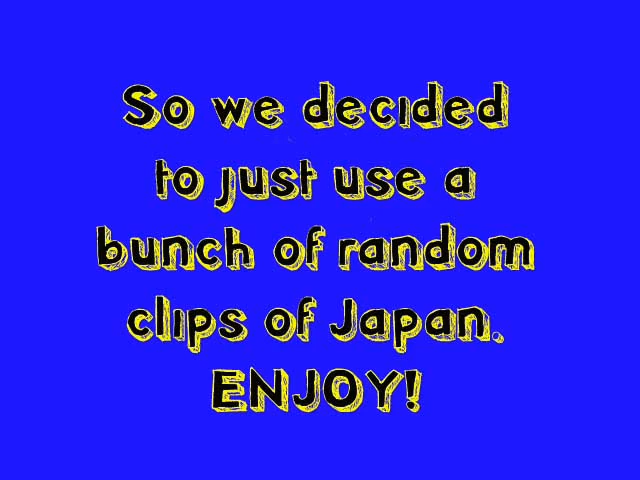 So we decided
to just use a
bunch of random
clips of Japan.
ENJOY!